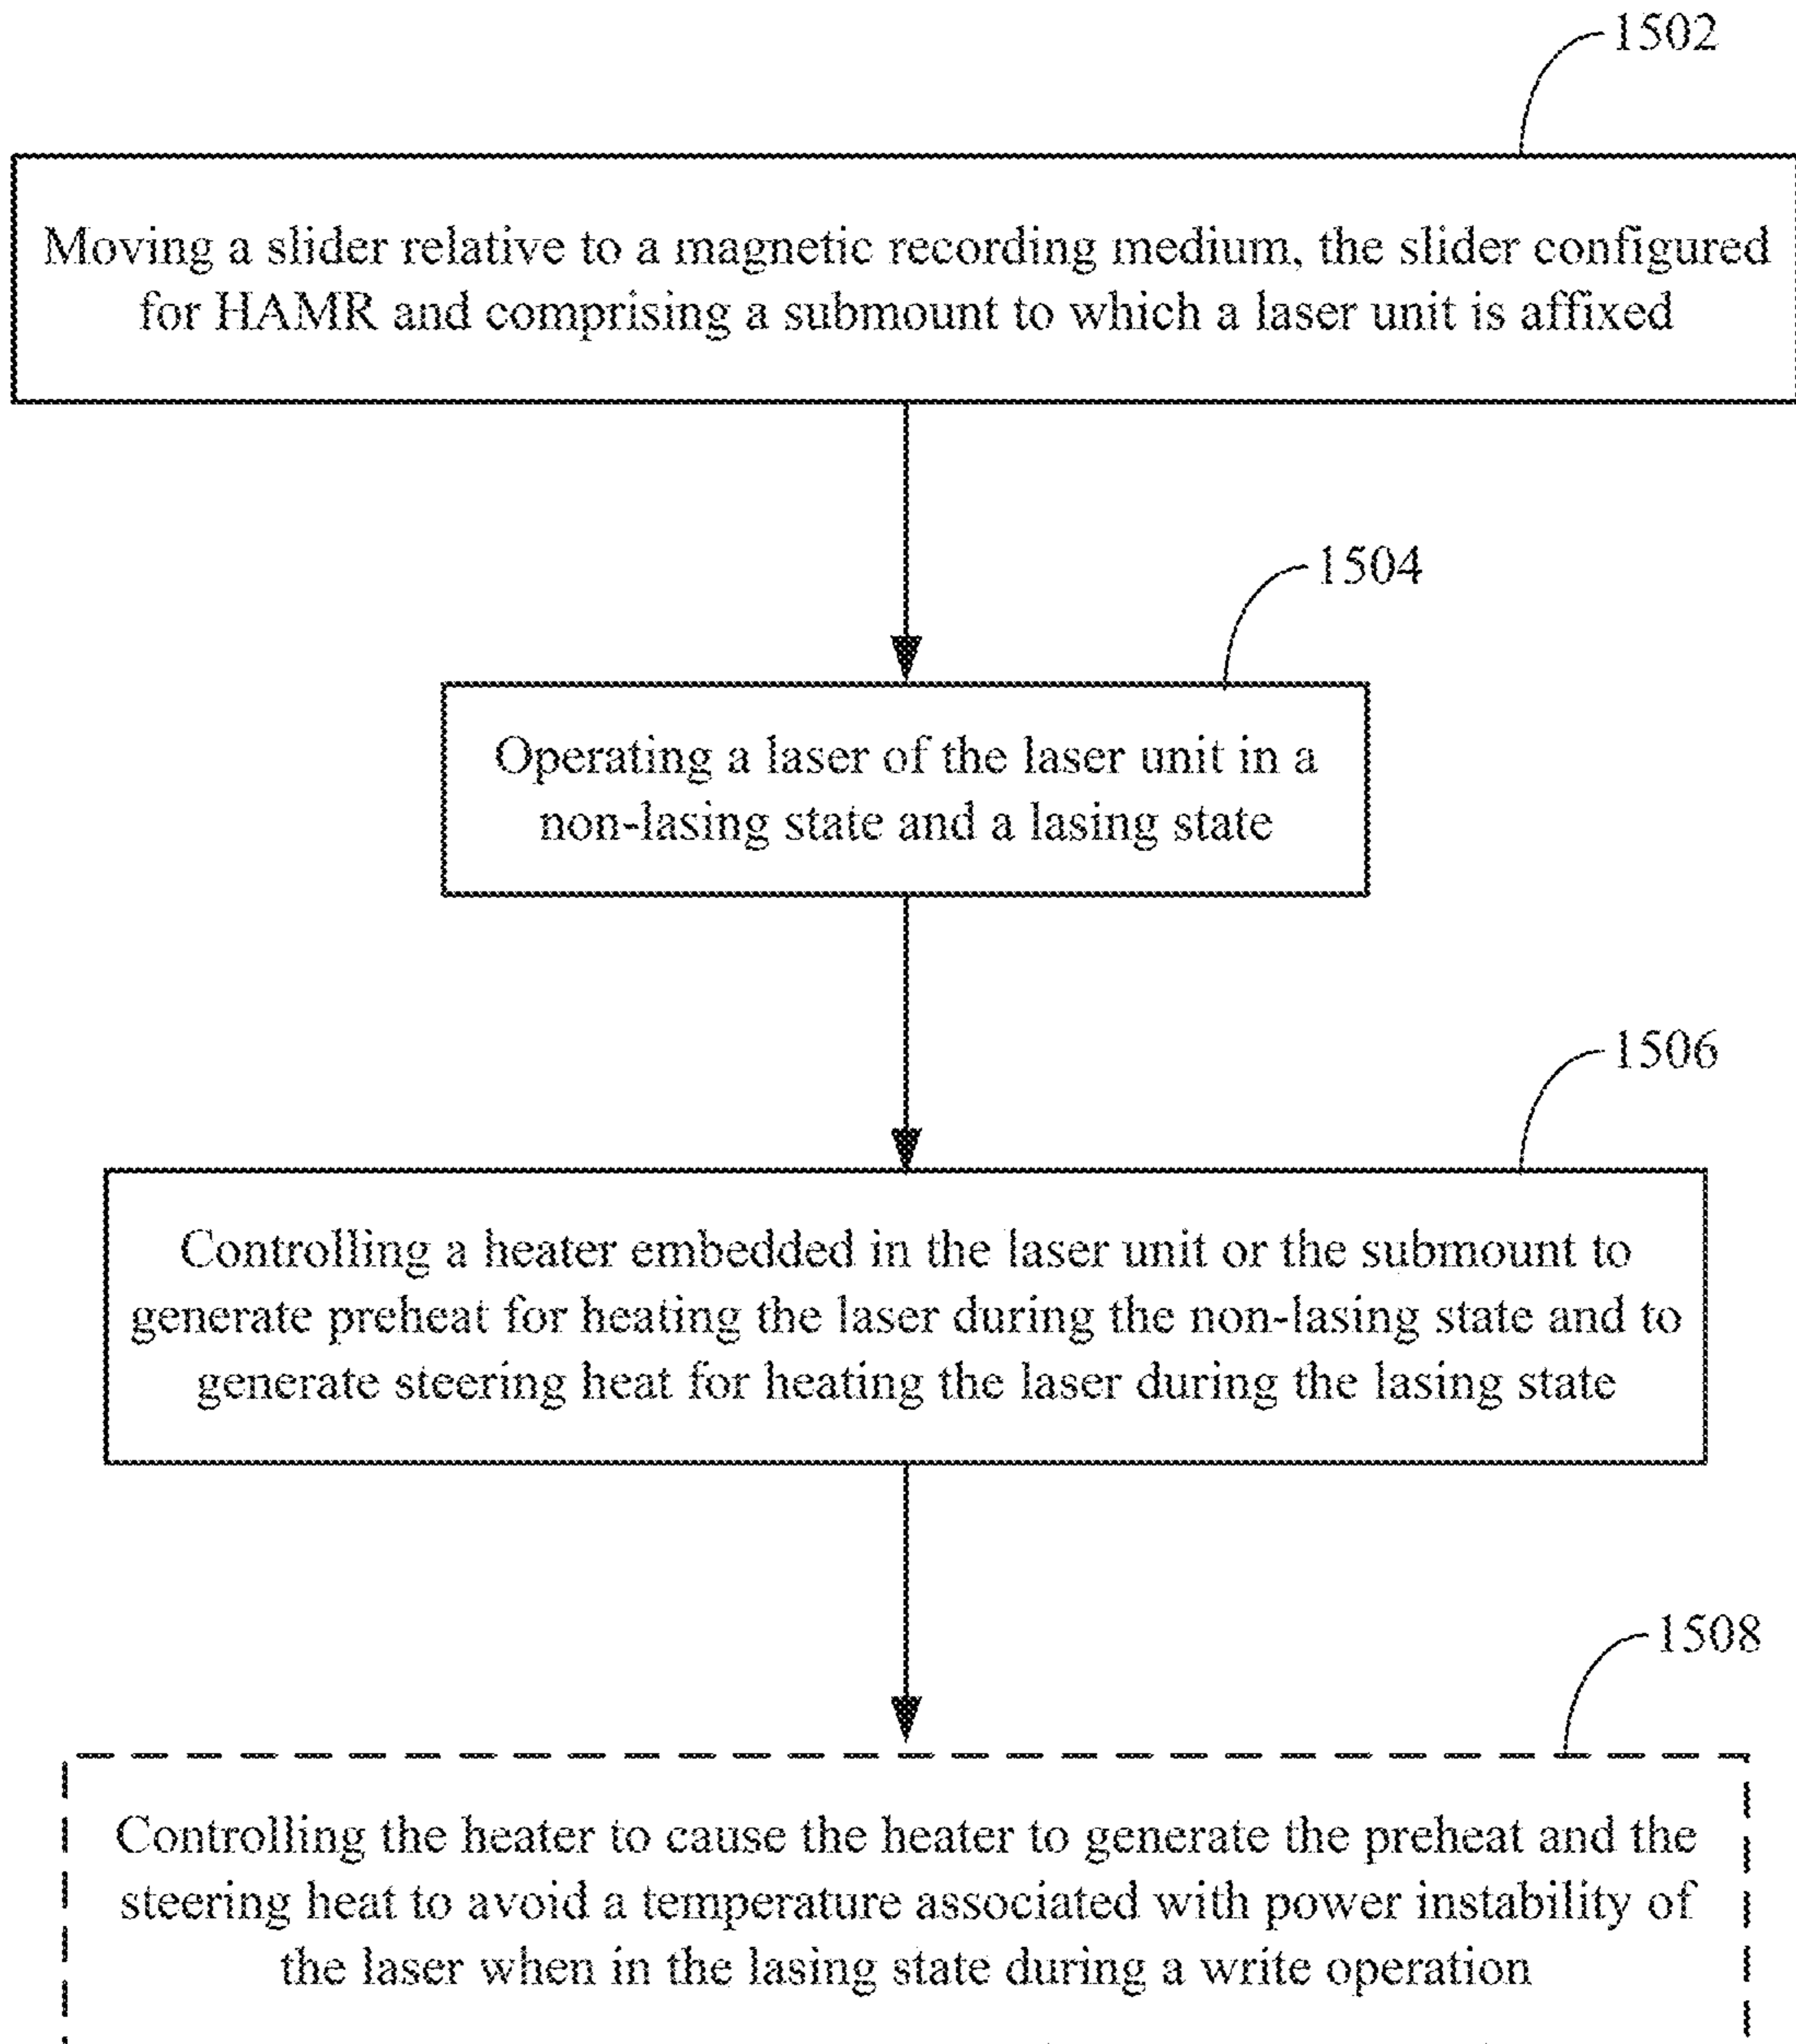 1502
Moving a slider relative to a magnetic recording medium, the slider configured
for HAMR and comprising a submount to which a laser unit is affixed
1504
Operating a laser of the laser unit in a
non-lasing state and a lasing state
1506
Controlling a heater embedded in the laser unit or the submount to
generate preheat for heating the laser during the non-lasing state and to
generate steering heat for heating the laser during the lasing state
1508
Controlling the heater to cause the heater to generate the preheat and the
steering heat to avoid a temperature associated with power instability of
the laser when in the lasing state during a write operation